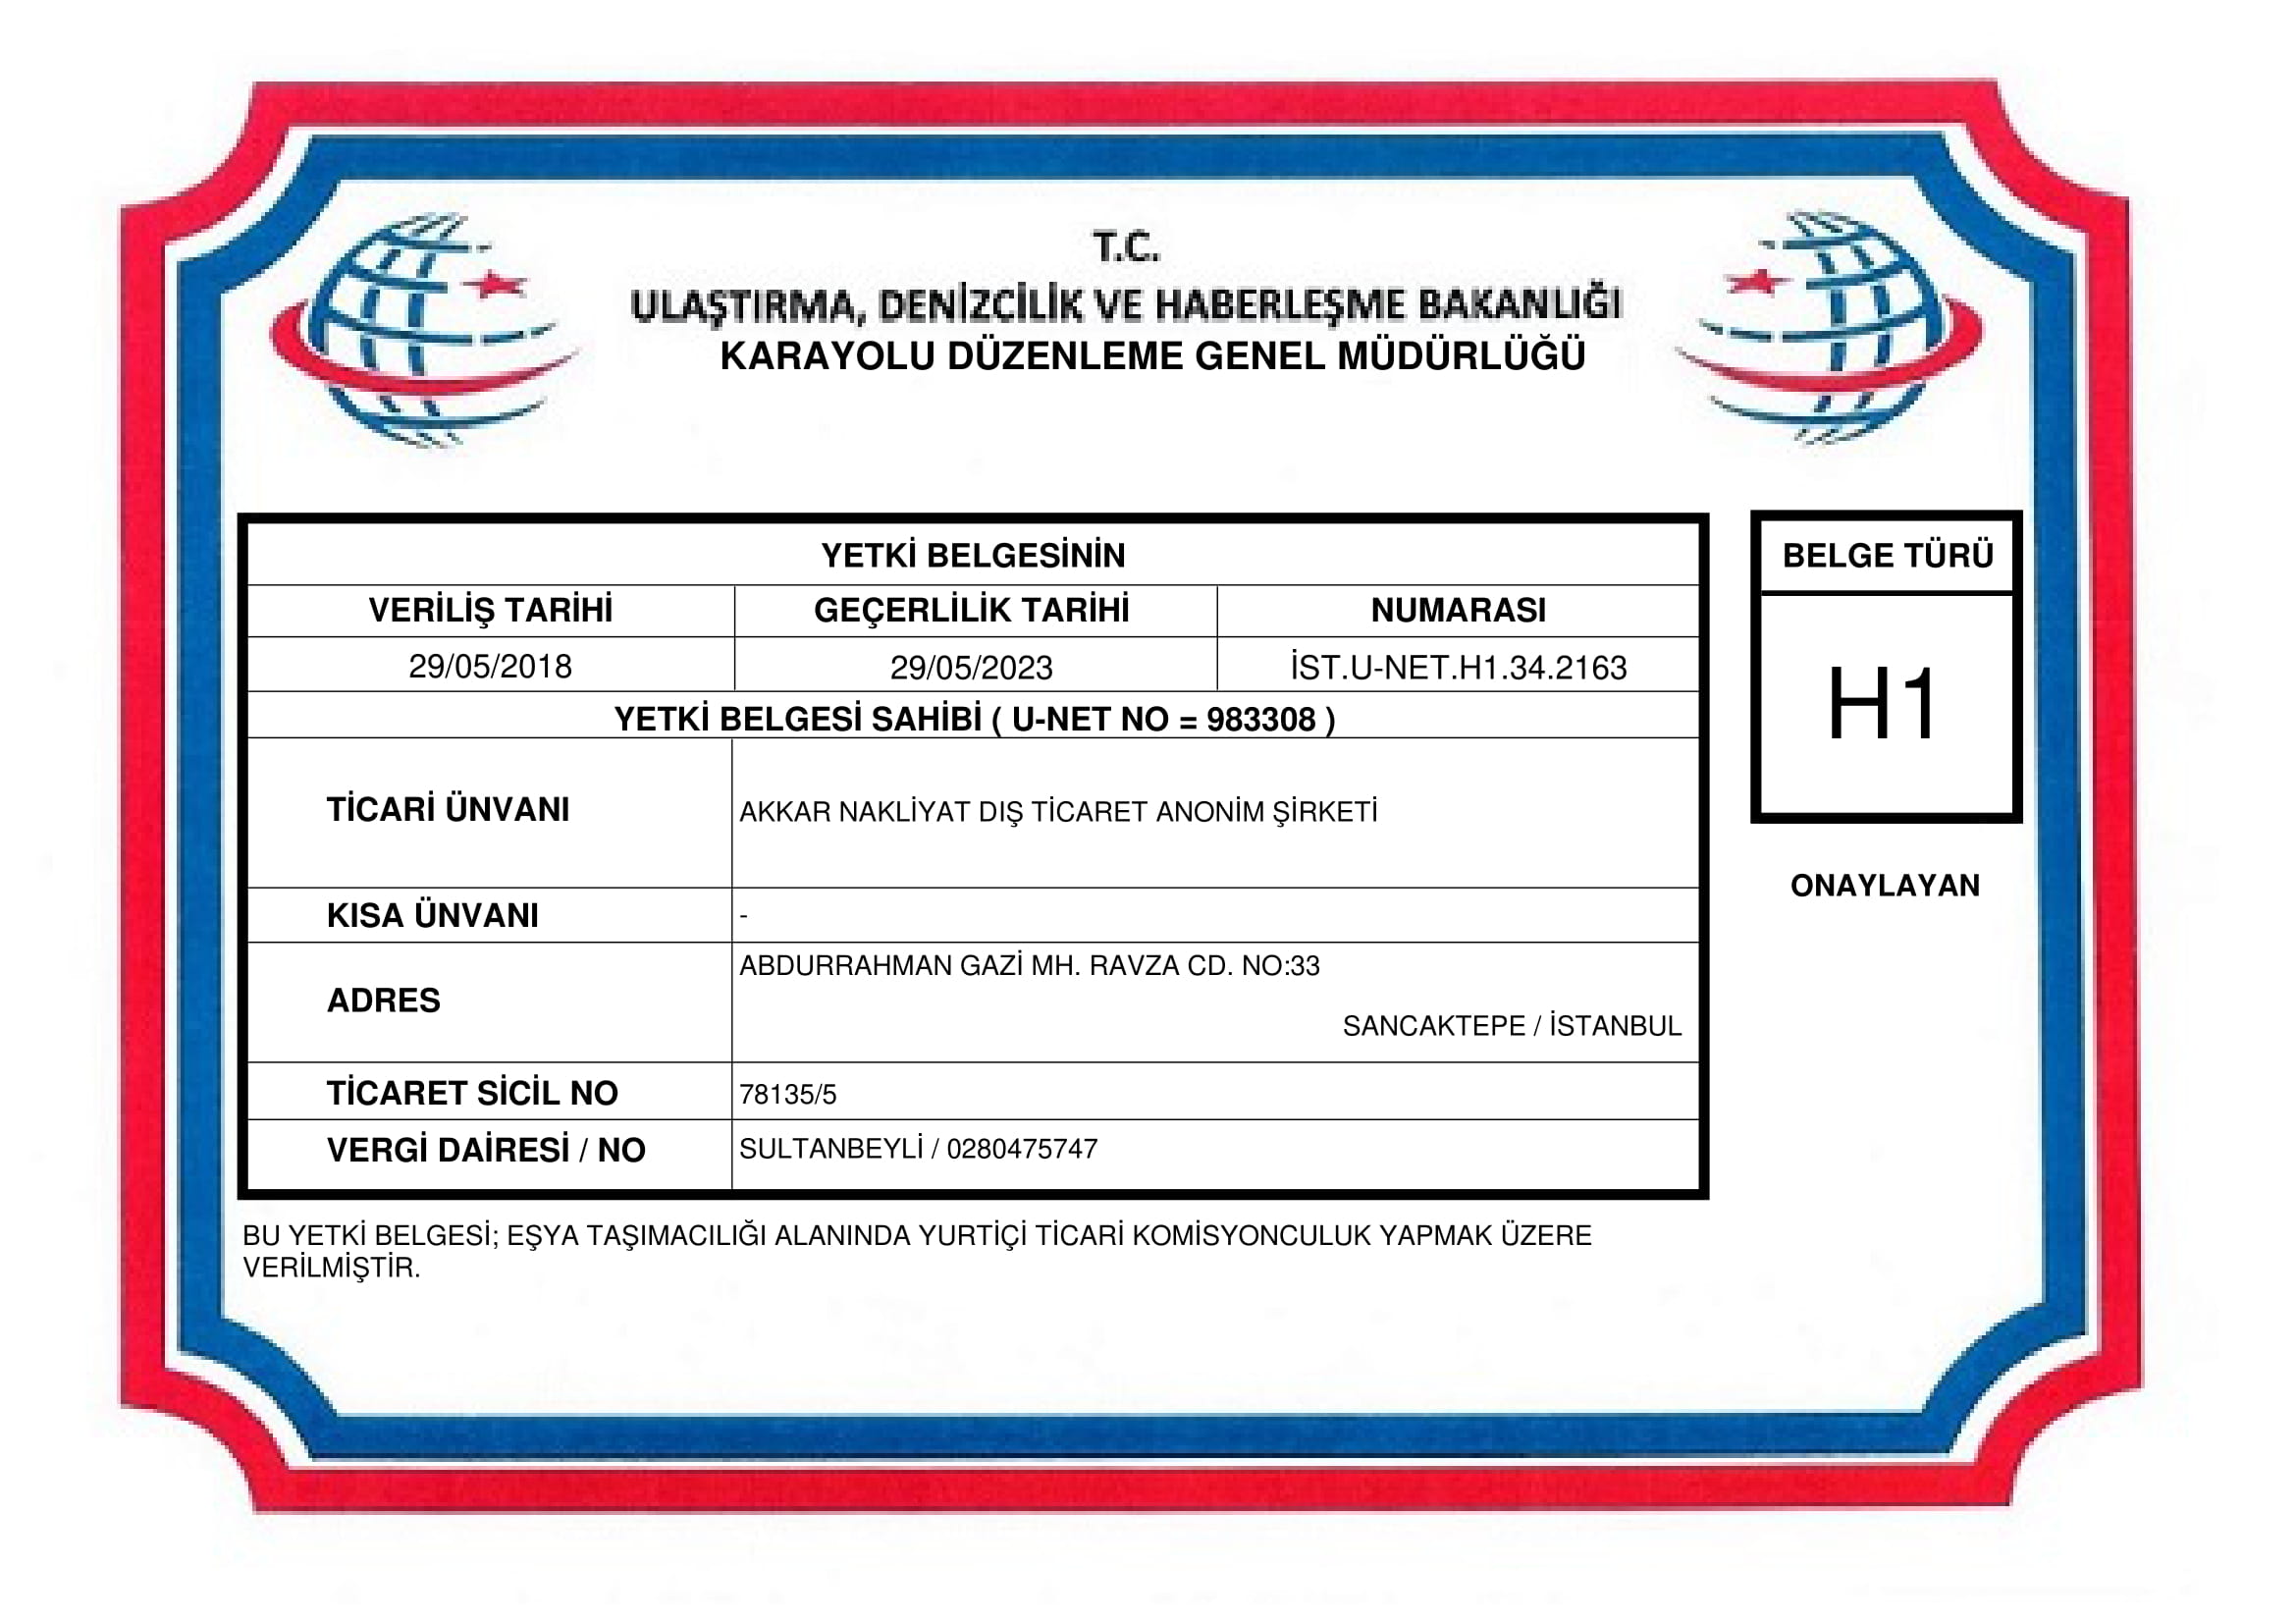 T.C.
ULAŞTIRMA, DENİZCİLİK VE HABERLEŞME BAKANLIĞI
KARAYOLU DÜZENLEME GENEL MÜDÜRLÜĞÜ
YETKİ BELGESİNİN
VERİLİŞ TARİHİ GEÇERLİLİK TARİHİ NUMARASI
29/05/2018 29/05/2023 İST.U-NET.H1.34.2163
YETKİ BELGESİ SAHİBİ ( U-NET NO = 983308 )
TİCARİ ÜNVANI AKKAR NAKLİYAT DIŞ TİCARET ANONİM ŞİRKETİ
KISA ÜNVANI -
ADRES ABDURRAHMAN GAZİ MH. RAVZA CD. NO:33
SANCAKTEPE / İSTANBUL
TİCARET SİCİL NO 78135/5
VERGİ DAİRESİ / NO SULTANBEYLİ / 0280475747
BELGE TÜRÜ
H1
ONAYLAYAN
BU YETKİ BELGESİ; EŞYA TAŞIMACILIĞI ALANINDA YURTİÇİ TİCARİ KOMİSYONCULUK YAPMAK ÜZERE
VERİLMİŞTİR.